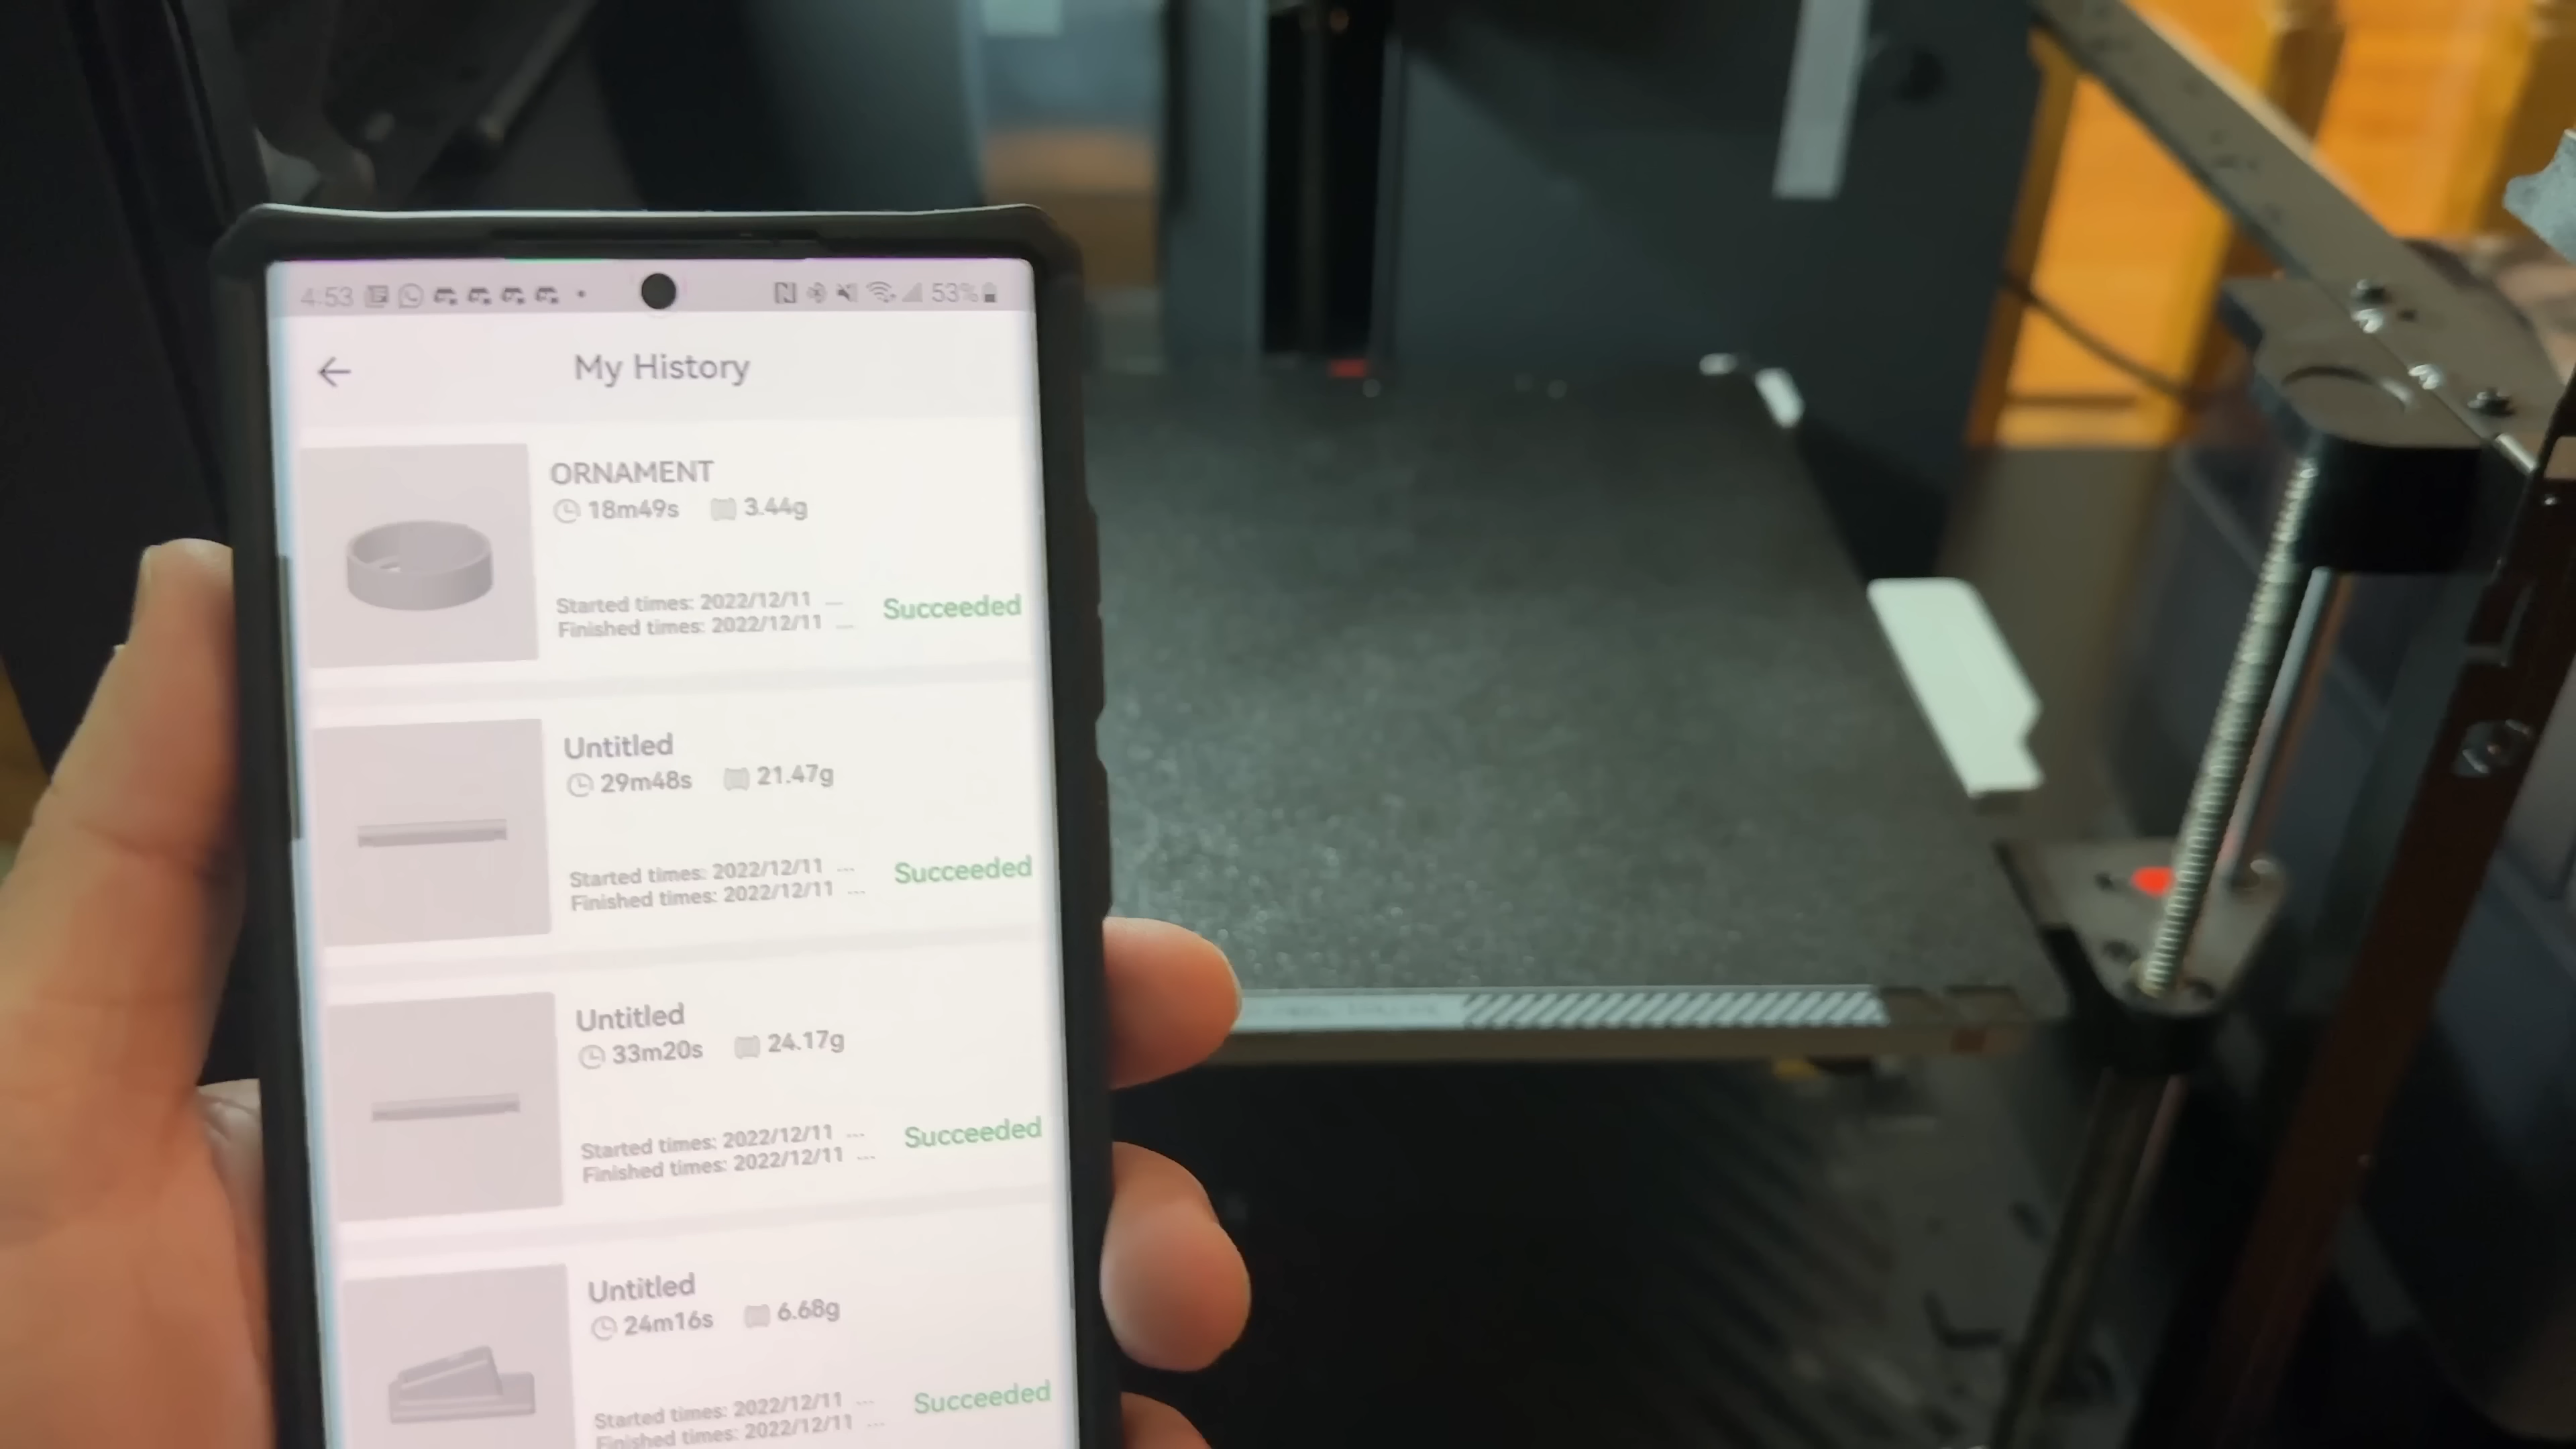 4:53 53%
My History
ORNAMENT
18m49s 3.44g
Started times: 2022/12/11 ...
Finished times: 2022/12/11 ...
Succeeded
Untitled
29m48s 21.47g
Started times: 2022/12/11 ...
Finished times: 2022/12/11 ...
Succeeded
Untitled
33m20s 24.17g
Started times: 2022/12/11 ...
Finished times: 2022/12/11 ...
Succeeded
Untitled
24m16s 6.68g
Started times: 2022/12/11 ...
Finished times: 2022/12/11 ...
Succeeded